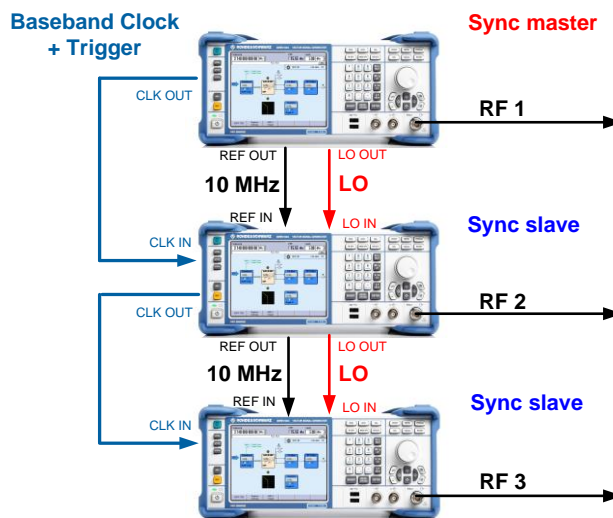 Baseband Clock
+ Trigger
Sync master
CLK OUT
RF 1
REF OUT
LO OUT
10 MHz
LO
REF IN
LO IN
Sync slave
CLK IN
CLK OUT
RF 2
REF OUT
LO OUT
10 MHz
LO
REF IN
LO IN
Sync slave
CLK IN
RF 3